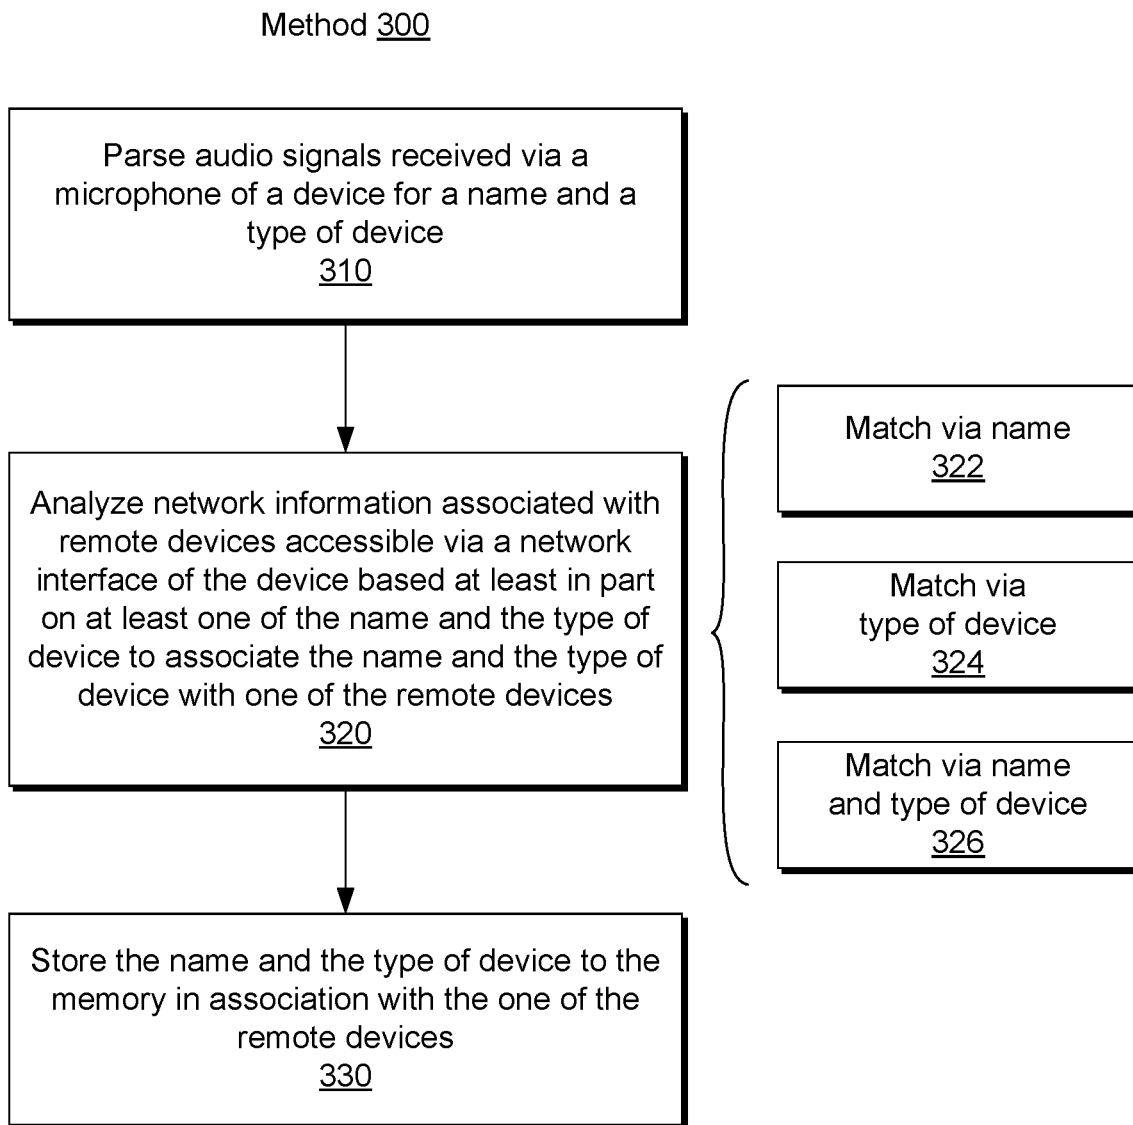 Method 300
Parse audio signals received via a
microphone of a device for a name and a
type of device
310
Analyze network information associated with
remote devices accessible via a network
interface of the device based at least in part
on at least one of the name and the type of
device to associate the name and the type of
device with one of the remote devices
320
Match via name
322
Match via
type of device
324
Match via name
and type of device
326
Store the name and the type of device to the
memory in association with the one of the
remote devices
330